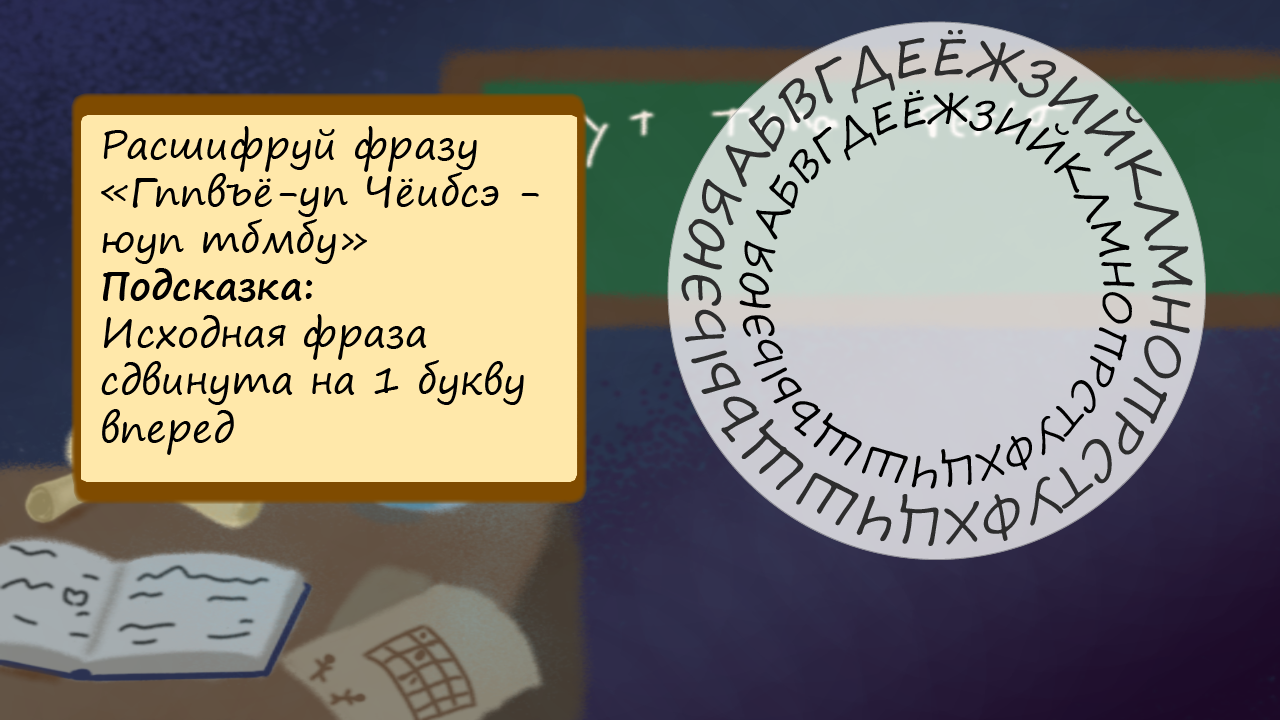 Расшифруй фразу
«Гппвъё-уп Чёибсэ -
юуп тбмбу»
Подсказка:
Исходная фраза
сдвинута на 1 букву
вперед
АБВГДЕЁЖЗИЙКЛМНОПРСТУФХЦЧШЩЪЫЬЭЮЯ
АБВГДЕЁЖЗИЙКЛМНОПРСТУФХЦЧШЩЪЫЬЭЮЯ